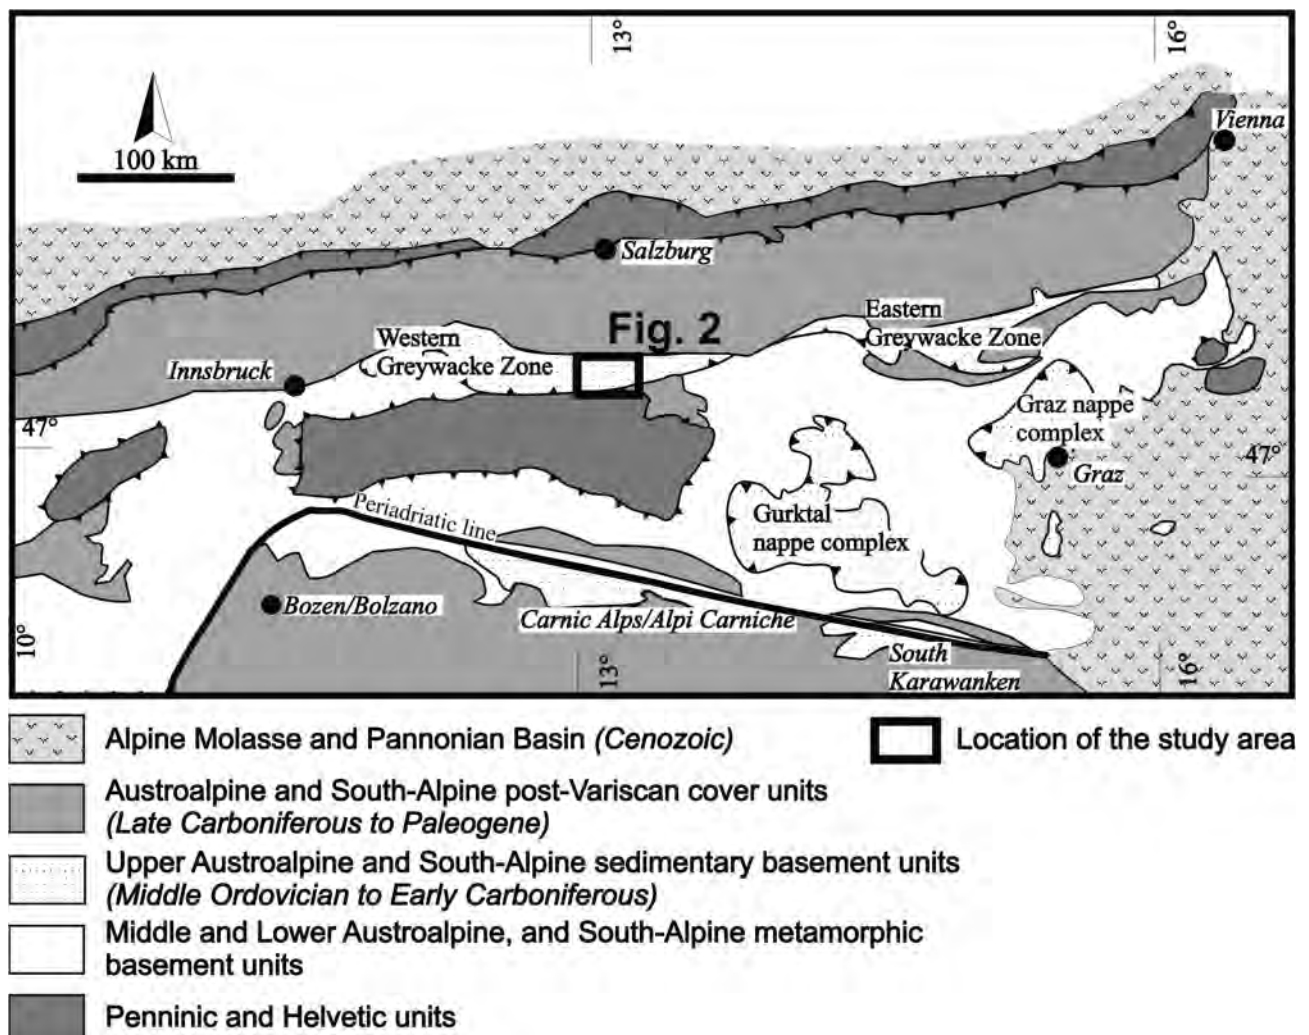 13°
16°
Vienna
100 km
Salzburg
Fig. 2
Eastern
Greywacke Zone
Western
Greywacke Zone
Innsbruck
Graz nappe
complex
47°
47°
Graz
Periadriatic line
Gurktal
nappe complex
Bozen/Bolzano
Carnic Alps/Alpi Carniche
10°
13°
South
Karawanken
16°
Alpine Molasse and Pannonian Basin (Cenozoic)
Location of the study area
Austroalpine and South-Alpine post-Variscan cover units
(Late Carboniferous to Paleogene)
Upper Austroalpine and South-Alpine sedimentary basement units
(Middle Ordovician to Early Carboniferous)
Middle and Lower Austroalpine, and South-Alpine metamorphic
basement units
Penninic and Helvetic units